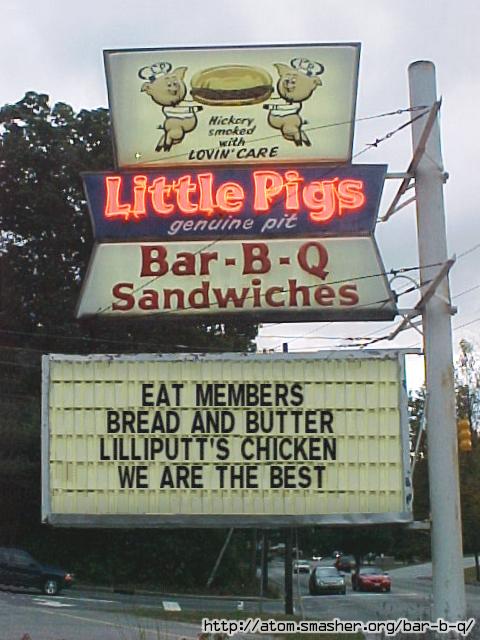 Hickory
smoked
with
LOVIN' CARE
Little Pigs
genuine pit
Bar-B-Q
Sandwiches
EAT MEMBERS
BREAD AND BUTTER
LILLIPUTT'S CHICKEN
WE ARE THE BEST
http://atom.smasher.org/bar-b-q/